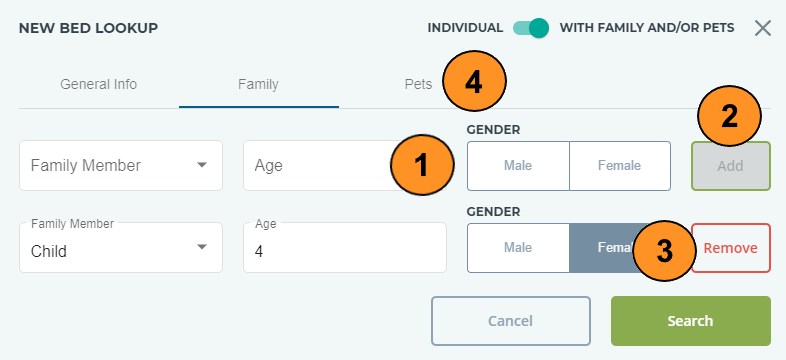 NEW BED LOOKUP INDIVIDUAL WITH FAMILY AND/OR PETS
General Info Family Pets 4
GENDER 2
Family Member Age 1 Male Female Add
Family Member Age GENDER
Child 4 Male Femal 3 Remove
Cancel Search